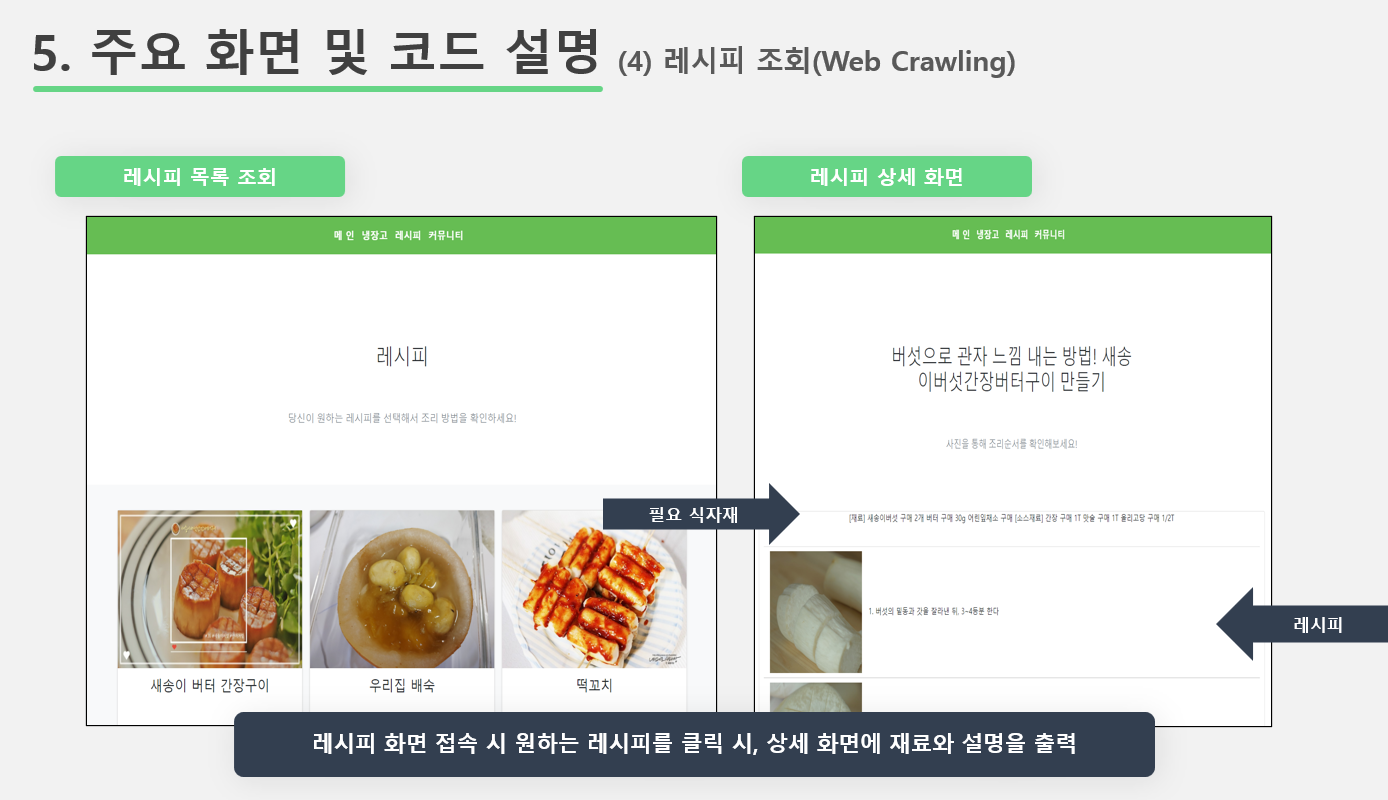 5. 주요 화면 및 코드 설명 (4) 레시피 조회(Web Crawling)
레시피 목록 조회
메인 냉장고 레시피 커뮤니티
레시피
당신이 원하는 레시피를 선택해서 조리 방법을 확인하세요!
새송이 버터 간장구이
우리집 배숙
떡꼬치
레시피 상세 화면
메인 냉장고 레시피 커뮤니티
버섯으로 관자 느낌 내는 방법! 새송
이버섯간장버터구이 만들기
사진을 통해 조리순서를 확인해보세요!
필요 식자재
[재료] 새송이버섯 구매 2개 버터 구매 30g 어린잎채소 구매 [소스재료] 간장 구매 1T 맛술 구매 1T 올리고당 구매 1/2T
1. 버섯의 밑동과 갓을 잘라낸 뒤, 3~4등분 한다
레시피
레시피 화면 접속 시 원하는 레시피를 클릭 시, 상세 화면에 재료와 설명을 출력